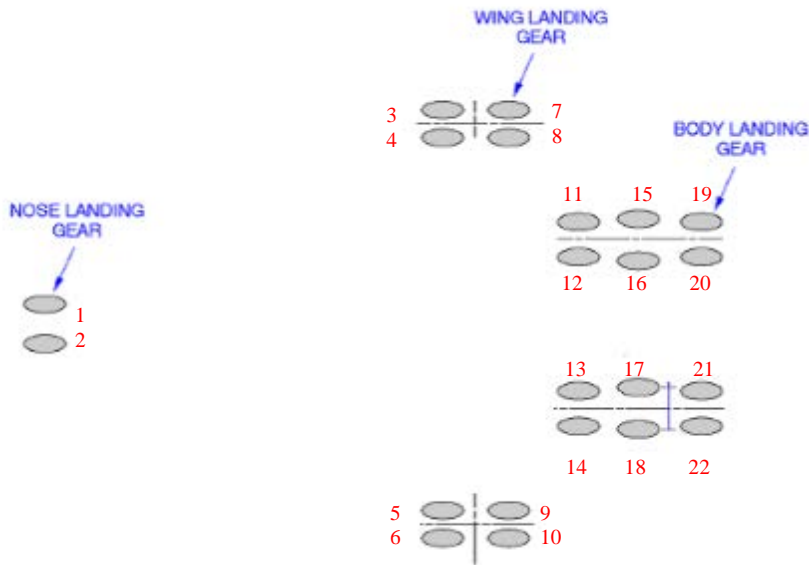 WING LANDING
GEAR
3 7
4 8
BODY LANDING
GEAR
11 15 19
NOSE LANDING
GEAR
12 16 20
1
2
13 17 21
14 18 22
5 9
6 10